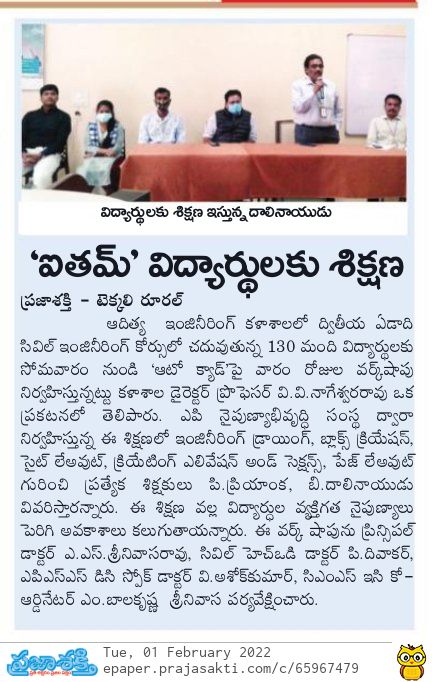 విద్యార్థులకు శిక్షణ ఇస్తున్న దాలినాయుడు
‘ఐతమ్’ విద్యార్థులకు శిక్షణ
ప్రజాశక్తి - టెక్కలి రూరల్
ఆదిత్య ఇంజినీరింగ్ కళాశాలలో ద్వితీయ ఏడాది
సివిల్ ఇంజినీరింగ్ కోర్సులో చదువుతున్న 130 మంది విద్యార్థులకు
సోమవారం నుండి ‘ఆటో క్యాడ్’పై వారం రోజుల వర్క్‌షాపు
నిర్వహిస్తున్నట్టు కళాశాల డైరెక్టర్ ప్రొఫెసర్ వి.వి.నాగేశ్వరరావు ఒక
ప్రకటనలో తెలిపారు. ఎపి నైపుణ్యాభివృద్ధి సంస్థ ద్వారా
నిర్వహిస్తున్న ఈ శిక్షణలో ఇంజినీరింగ్ డ్రాయింగ్, బ్లాక్స్ క్రియేషన్,
సైట్ లేఅవుట్, క్రియేటింగ్ ఎలివేషన్ అండ్ సెక్షన్స్, పేజ్ లేఅవుట్
గురించి ప్రత్యేక శిక్షకులు పి.ప్రియాంక, బి.దాలినాయుడు
వివరిస్తారన్నారు. ఈ శిక్షణ వల్ల విద్యార్ధుల వ్యక్తిగత నైపుణ్యాలు
పెరిగి అవకాశాలు కలుగుతాయన్నారు. ఈ వర్క్ షాపును ప్రిన్సిపల్
డాక్టర్ ఎ.ఎస్.శ్రీనివాసరావు, సివిల్ హెచ్ఒడి డాక్టర్ పి.దివాకర్,
ఎపిఎస్ఎస్ డిసి స్పోక్ డాక్టర్ వి.అశోక్‌కుమార్, సిఎంఎస్ ఇసి కో-
ఆర్డినేటర్ ఎం.బాలకృష్ణ శ్రీనివాస పర్యవేక్షించారు.
ప్రజాశక్తి
Tue, 01 February 2022
epaper.prajasakti.com/c/65967479